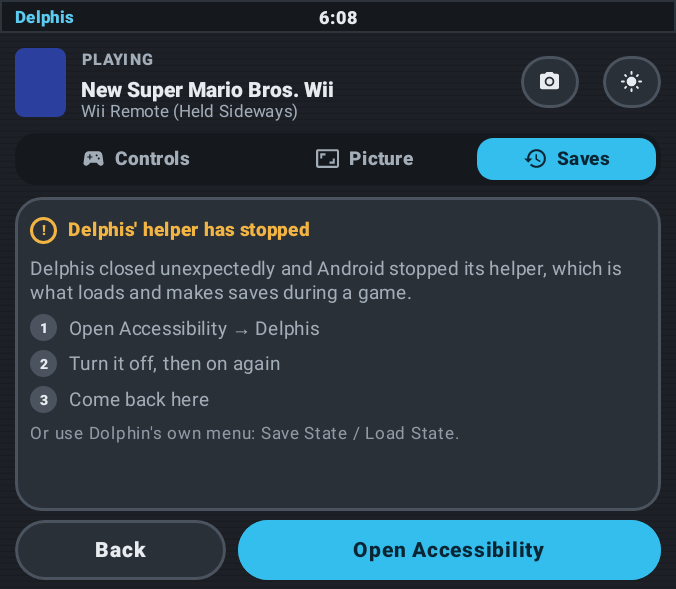 Delphis
6:08
PLAYING
New Super Mario Bros. Wii
Wii Remote (Held Sideways)
Controls
Picture
Saves
! Delphis' helper has stopped
Delphis closed unexpectedly and Android stopped its helper, which is
what loads and makes saves during a game.
1 Open Accessibility → Delphis
2 Turn it off, then on again
3 Come back here
Or use Dolphin's own menu: Save State / Load State.
Back
Open Accessibility